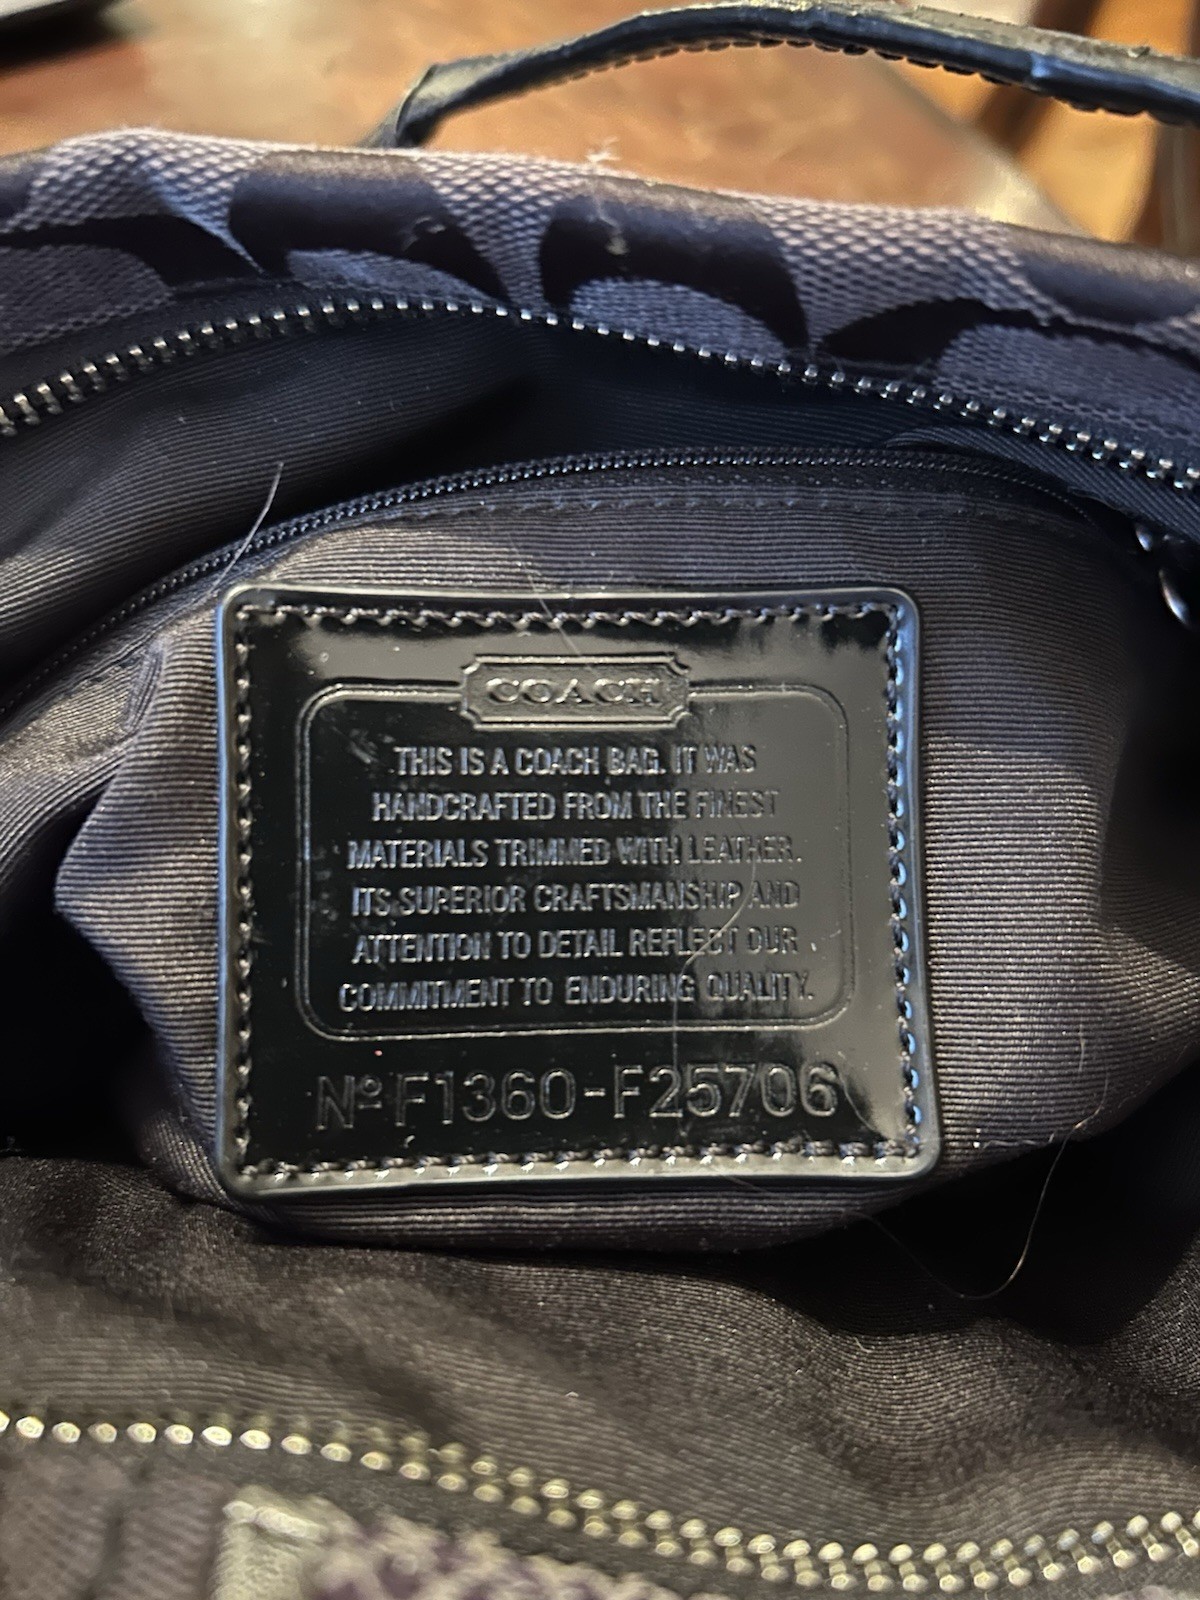 COACH
THIS IS A COACH BAG. IT WAS
HANDCRAFTED FROM THE FINEST
MATERIALS TRIMMED WITH LEATHER.
ITS SUPERIOR CRAFTSMANSHIP AND
ATTENTION TO DETAIL REFLECT OUR
COMMITMENT TO ENDURING QUALITY.
Nº F1360-F25706